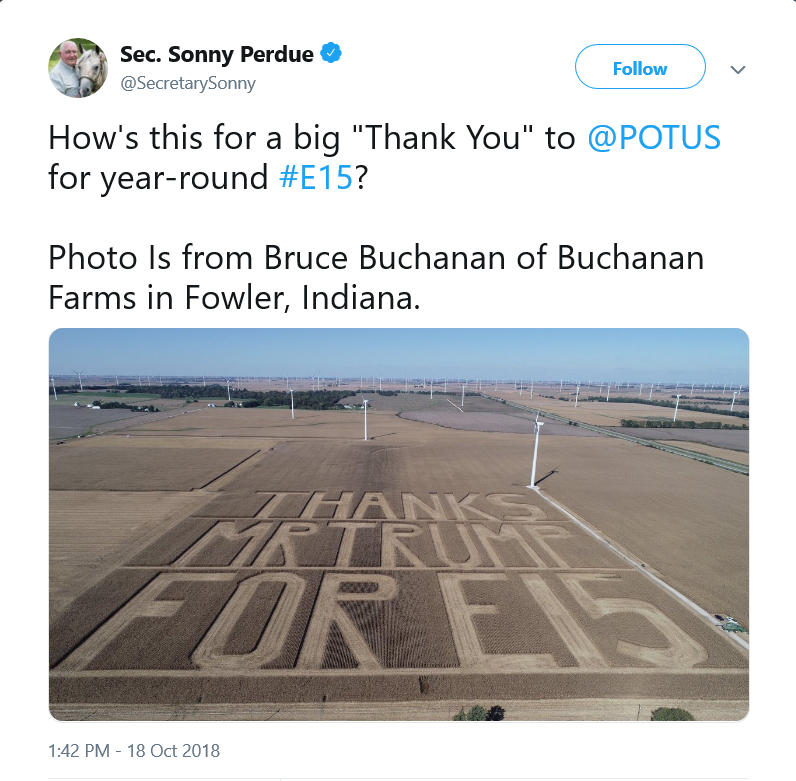 Sec. Sonny Perdue
@SecretarySonny
Follow
How's this for a big "Thank You" to @POTUS
for year-round #E15?
Photo Is from Bruce Buchanan of Buchanan
Farms in Fowler, Indiana.
THANKS
MR TRUMP
FOR E15
1:42 PM - 18 Oct 2018